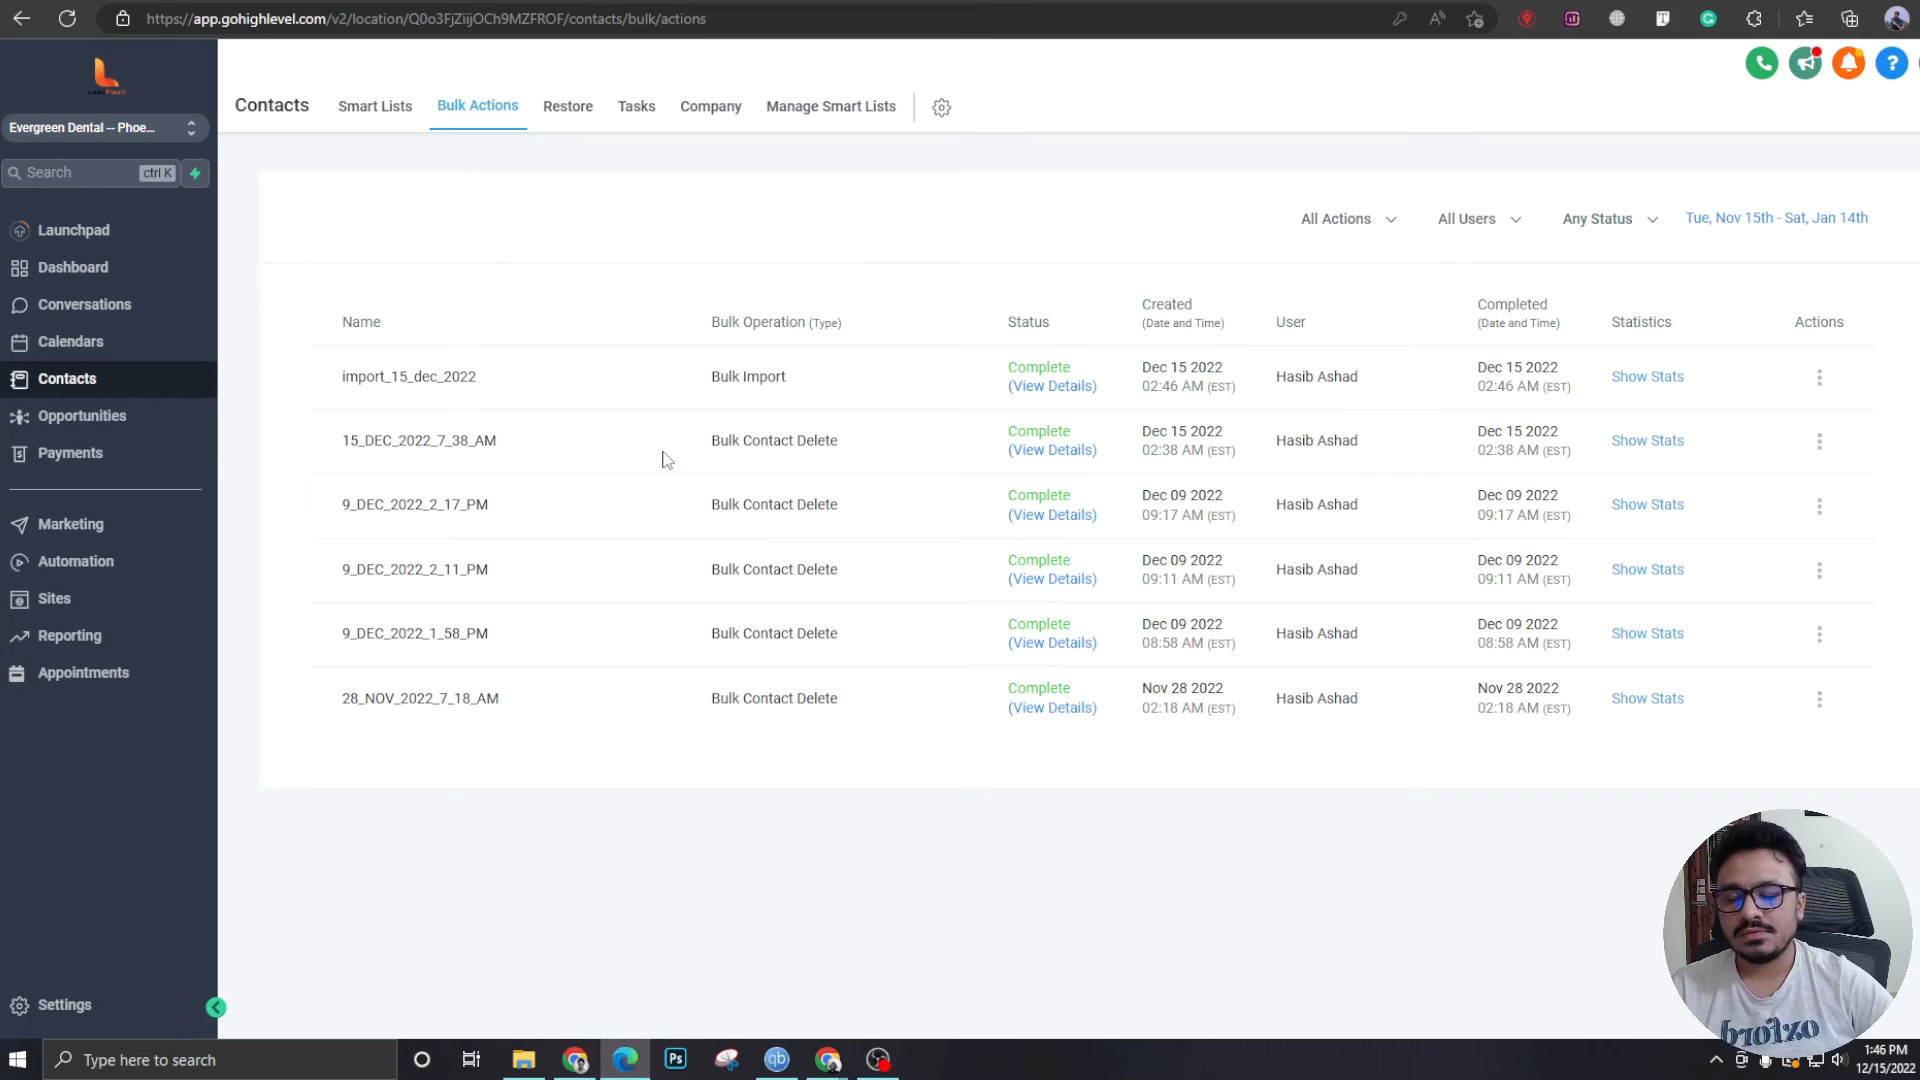 https://app.gohighlevel.com/v2/location/Q0o3FjZiijOCh9MZFROF/contacts/bulk/actions
Evergreen Dental -- Phoe...
Search
ctrl K
Launchpad
Dashboard
Conversations
Calendars
Contacts
Opportunities
Payments
Marketing
Automation
Sites
Reporting
Appointments
Settings
Contacts
Smart Lists
Bulk Actions
Restore
Tasks
Company
Manage Smart Lists
All Actions
All Users
Any Status
Tue, Nov 15th - Sat, Jan 14th
Name
Bulk Operation (Type)
Status
Created
(Date and Time)
User
Completed
(Date and Time)
Statistics
Actions
import_15_dec_2022
Bulk Import
Complete
(View Details)
Dec 15 2022
02:46 AM (EST)
Hasib Ashad
Dec 15 2022
02:46 AM (EST)
Show Stats
15_DEC_2022_7_38_AM
Bulk Contact Delete
Complete
(View Details)
Dec 15 2022
02:38 AM (EST)
Hasib Ashad
Dec 15 2022
02:38 AM (EST)
Show Stats
9_DEC_2022_2_17_PM
Bulk Contact Delete
Complete
(View Details)
Dec 09 2022
09:17 AM (EST)
Hasib Ashad
Dec 09 2022
09:17 AM (EST)
Show Stats
9_DEC_2022_2_11_PM
Bulk Contact Delete
Complete
(View Details)
Dec 09 2022
09:11 AM (EST)
Hasib Ashad
Dec 09 2022
09:11 AM (EST)
Show Stats
9_DEC_2022_1_58_PM
Bulk Contact Delete
Complete
(View Details)
Dec 09 2022
08:58 AM (EST)
Hasib Ashad
Dec 09 2022
08:58 AM (EST)
Show Stats
28_NOV_2022_7_18_AM
Bulk Contact Delete
Complete
(View Details)
Nov 28 2022
02:18 AM (EST)
Hasib Ashad
Nov 28 2022
02:18 AM (EST)
Show Stats
oxford
Type here to search
Ps
qb
1:46 PM
12/15/2022